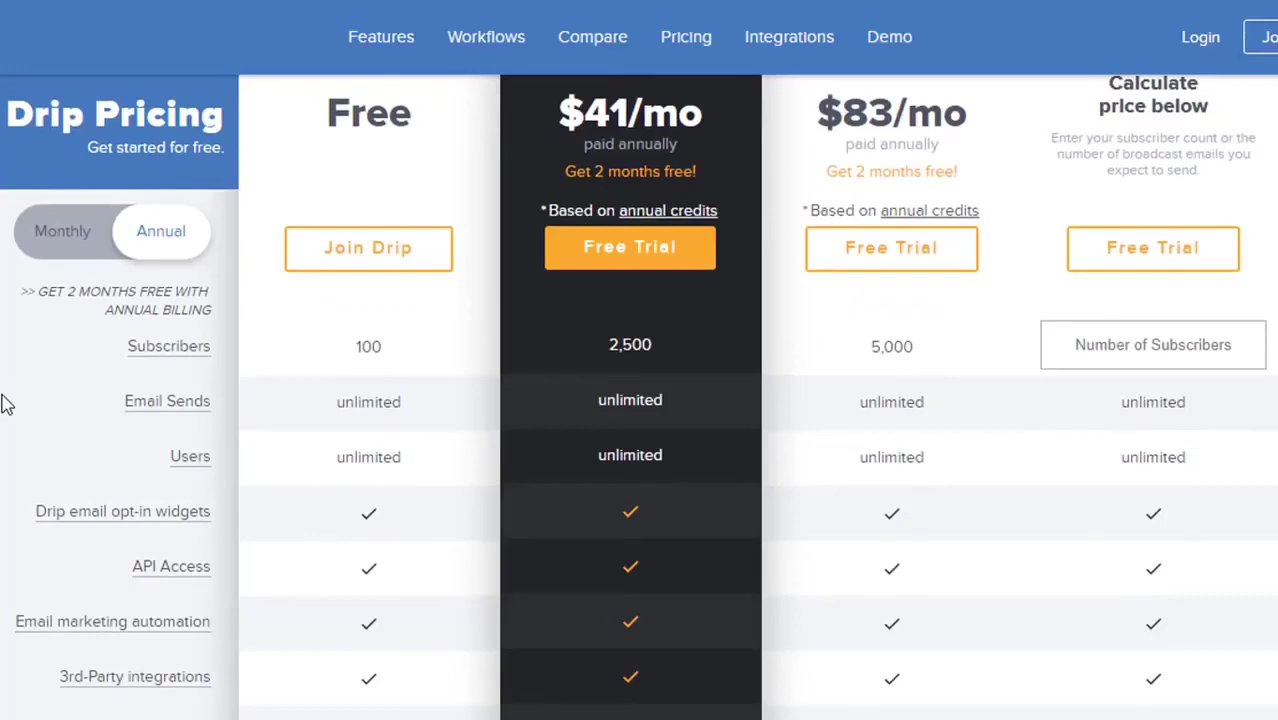 Features Workflows Compare Pricing Integrations Demo Login Jo
Drip Pricing
Get started for free.
Free
$41/mo
paid annually
Get 2 months free!
*Based on annual credits
$83/mo
paid annually
Get 2 months free!
*Based on annual credits
Calculate
price below
Enter your subscriber count or the
number of broadcast emails you
expect to send.
Monthly Annual
Join Drip Free Trial Free Trial Free Trial
>> GET 2 MONTHS FREE WITH
ANNUAL BILLING
Subscribers 100 2,500 5,000 Number of Subscribers
Email Sends unlimited unlimited unlimited unlimited
Users unlimited unlimited unlimited unlimited
Drip email opt-in widgets
API Access
Email marketing automation
3rd-Party integrations